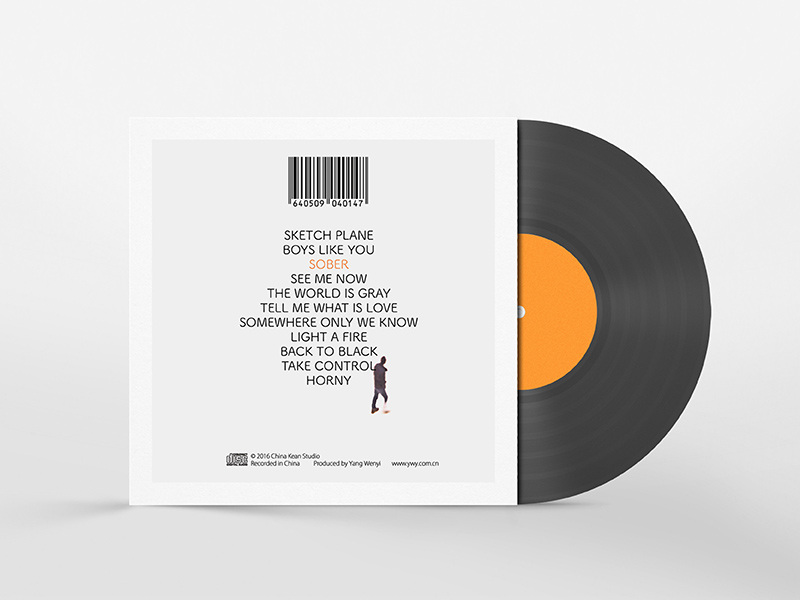 640509 040147
SKETCH PLANE
BOYS LIKE YOU
SOBER
SEE ME NOW
THE WORLD IS GRAY
TELL ME WHAT IS LOVE
SOMEWHERE ONLY WE KNOW
LIGHT A FIRE
BACK TO BLACK
TAKE CONTROL
HORNY
© 2016 China Kean Studio
Recorded in China Produced by Yang Wenyi www.ywy.com.cn